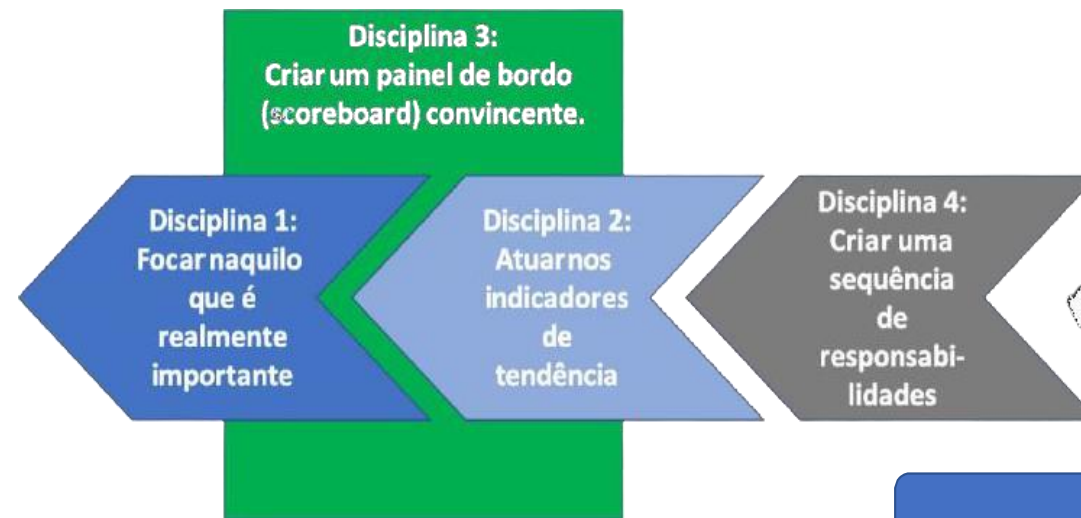 Disciplina 3:
Criar um painel de bordo
(scoreboard) convincente.
Disciplina 1:
Focar naquilo
que é
realmente
importante
Disciplina 2:
Atuar nos
indicadores
de
tendência
Disciplina 4:
Criar uma
sequência
de
responsabi-
lidades